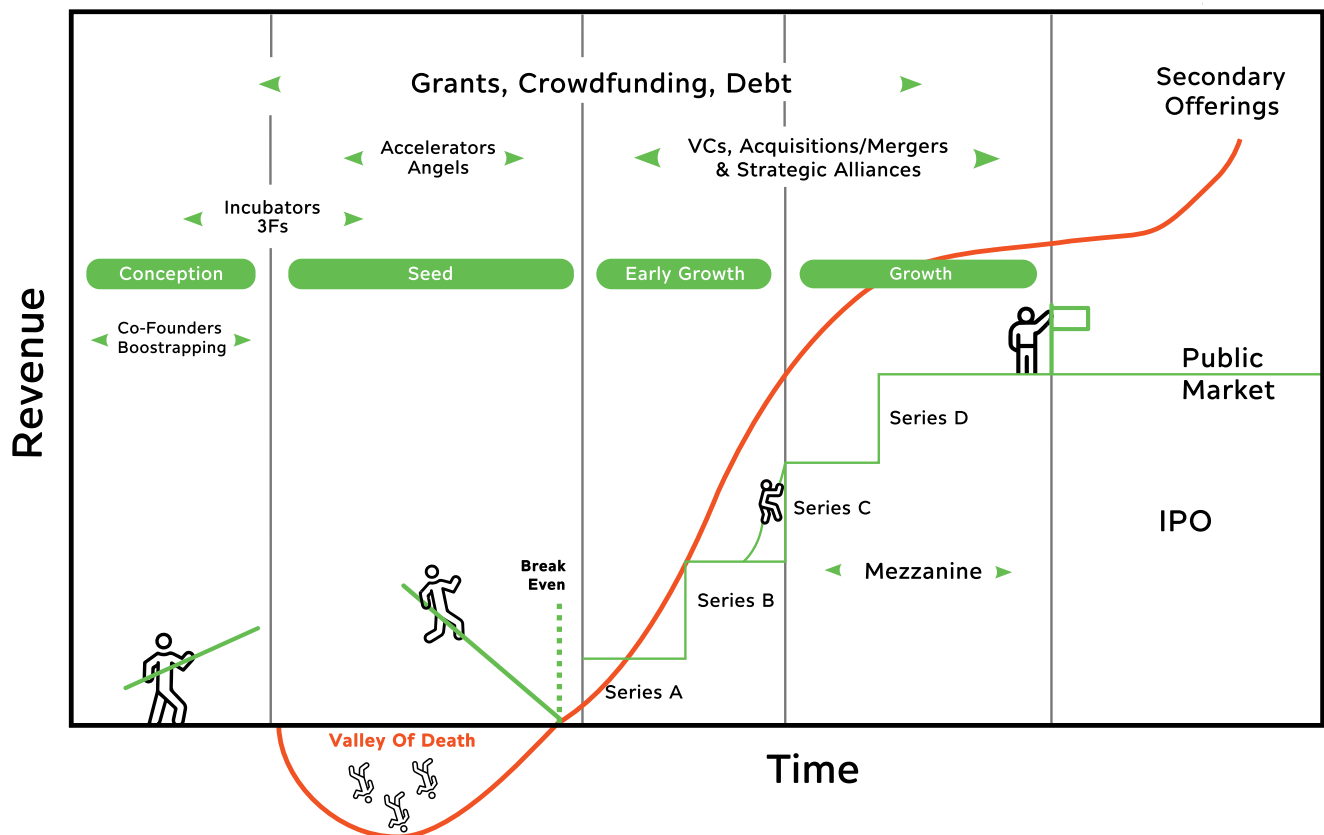 Grants, Crowdfunding, Debt
Secondary
Offerings
Accelerators
Angels
VCs, Acquisitions/Mergers
& Strategic Alliances
Incubators
3Fs
Conception
Seed
Early Growth
Growth
Co-Founders
Boostrapping
Revenue
Public
Market
Series D
Series C
IPO
Break
Even
Mezzanine
Series B
Series A
Valley Of Death
Time